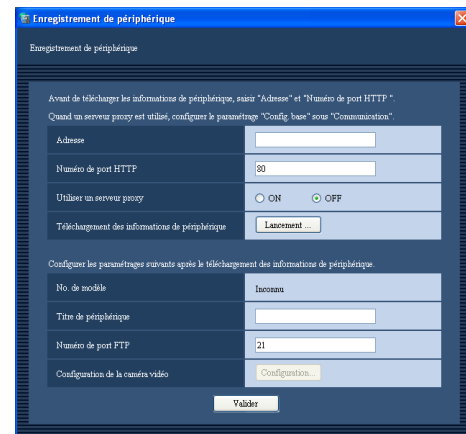 Enregistrement de périphérique
Enregistrement de périphérique
Avant de télécharger les informations de périphérique, saisir "Adresse" et "Numéro de port HTTP ".
Quand un serveur proxy est utilisé, configurer le paramétrage "Config. base" sous "Communication".
Adresse
Numéro de port HTTP 80
Utiliser un serveur proxy ON OFF
Téléchargement des informations de périphérique Lancement ...
Configurer les paramétrages suivants après le téléchargement des informations de périphérique.
No. de modèle Inconnu
Titre de périphérique
Numéro de port FTP 21
Configuration de la caméra vidéo Configuration...
Valider